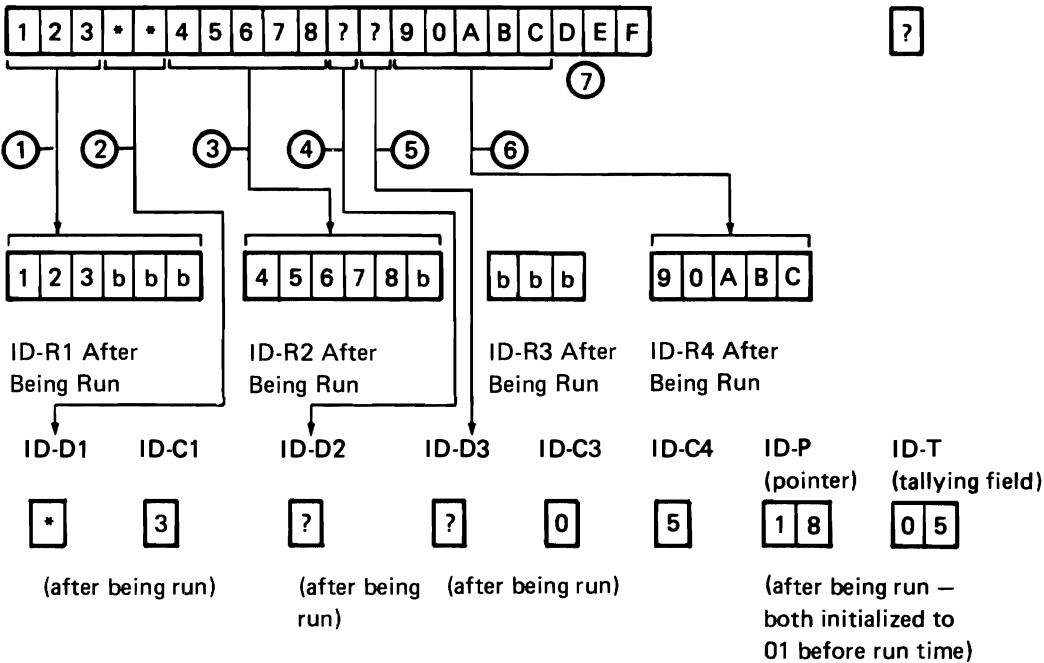 1 2 3 * * 4 5 6 7 8 ? ? 9 0 A B C D E F ?
7
1 2 3 4 5 6
1 2 3 b b b 4 5 6 7 8 b b b b 9 0 A B C
ID-R1 After ID-R2 After ID-R3 After ID-R4 After
Being Run Being Run Being Run Being Run
ID-D1 ID-C1 ID-D2 ID-D3 ID-C3 ID-C4 ID-P ID-T
(pointer) (tallying field)
* 3 ? ? 0 5 1 8 0 5
(after being run) (after being (after being run) (after being run —
run) both initialized to
01 before run time)